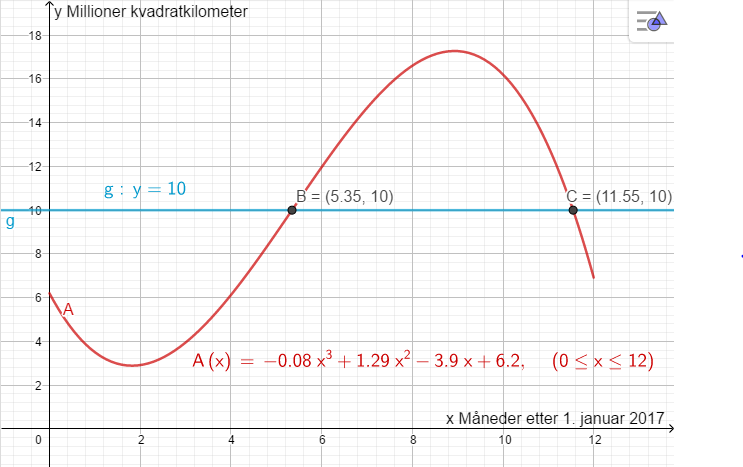 y Millioner kvadratkilometer
18
16
14
12
g : y = 10
B = (5.35, 10)
C = (11.55, 10)
10
g
8
6
A
4
A(x) = −0.08 x³ + 1.29 x² − 3.9 x + 6.2, (0 ≤ x ≤ 12)
2
x Måneder etter 1. januar 2017
0 2 4 6 8 10 12